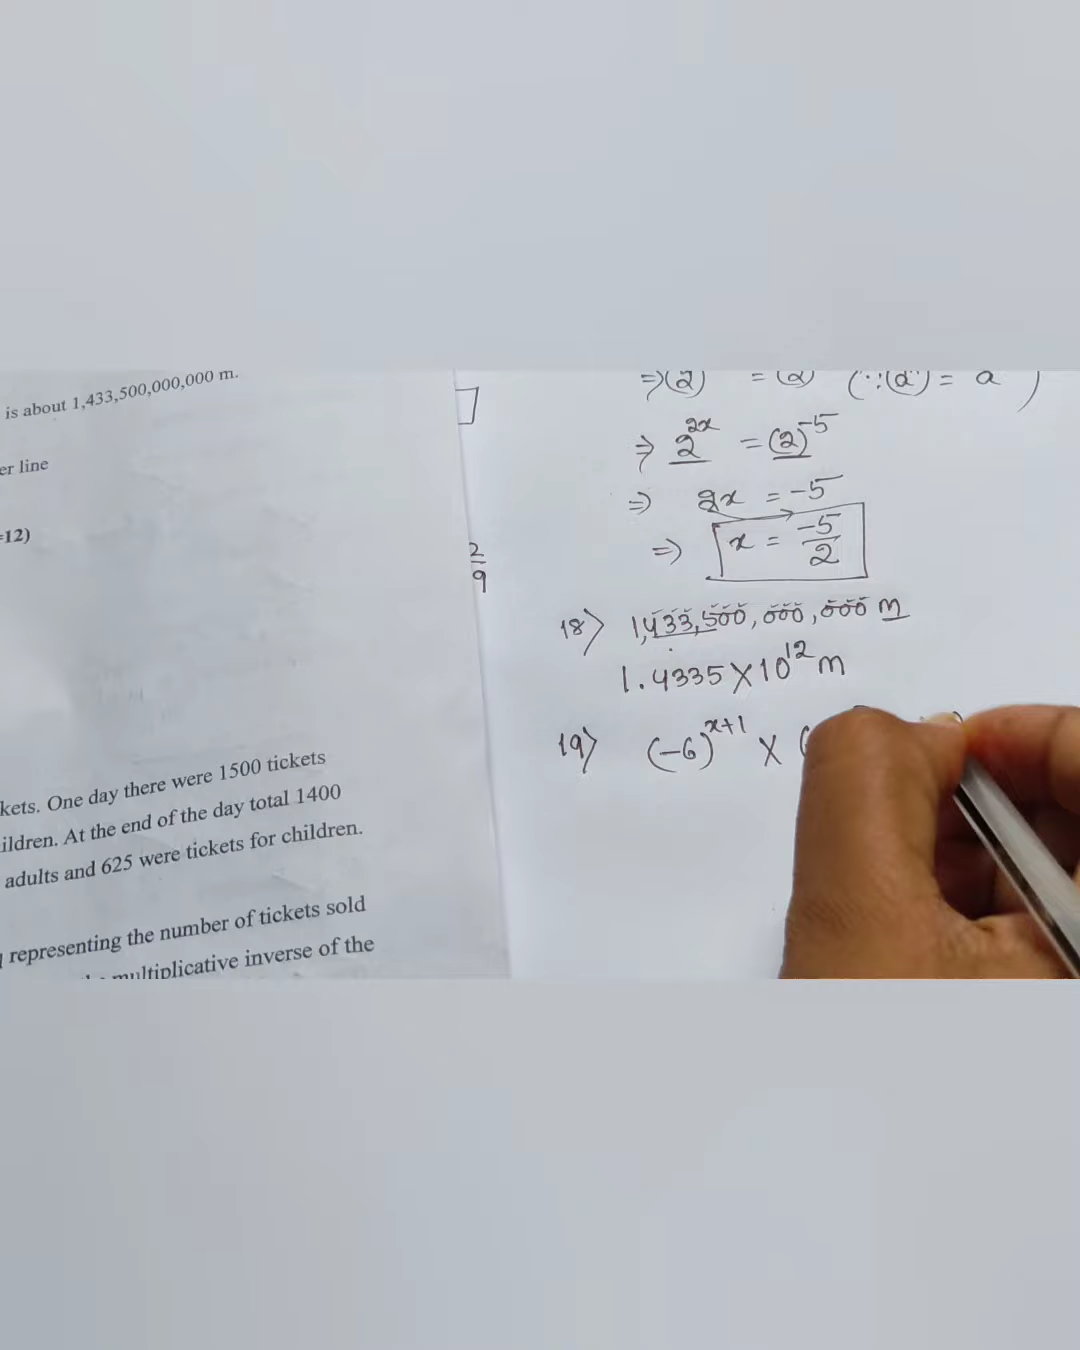 is about 1,433,500,000,000 m.
er line
=12)
kets. One day there were 1500 tickets
ildren. At the end of the day total 1400
adults and 625 were tickets for children.
representing the number of tickets sold
multiplicative inverse of the
2/9
⇒ 2^2x = (2)^-5
⇒ 2x = -5
⇒ x = -5/2
18) 1,433,500,000,000 m
1.4335 X 10^12 m
19) (-6)^x+1 X (